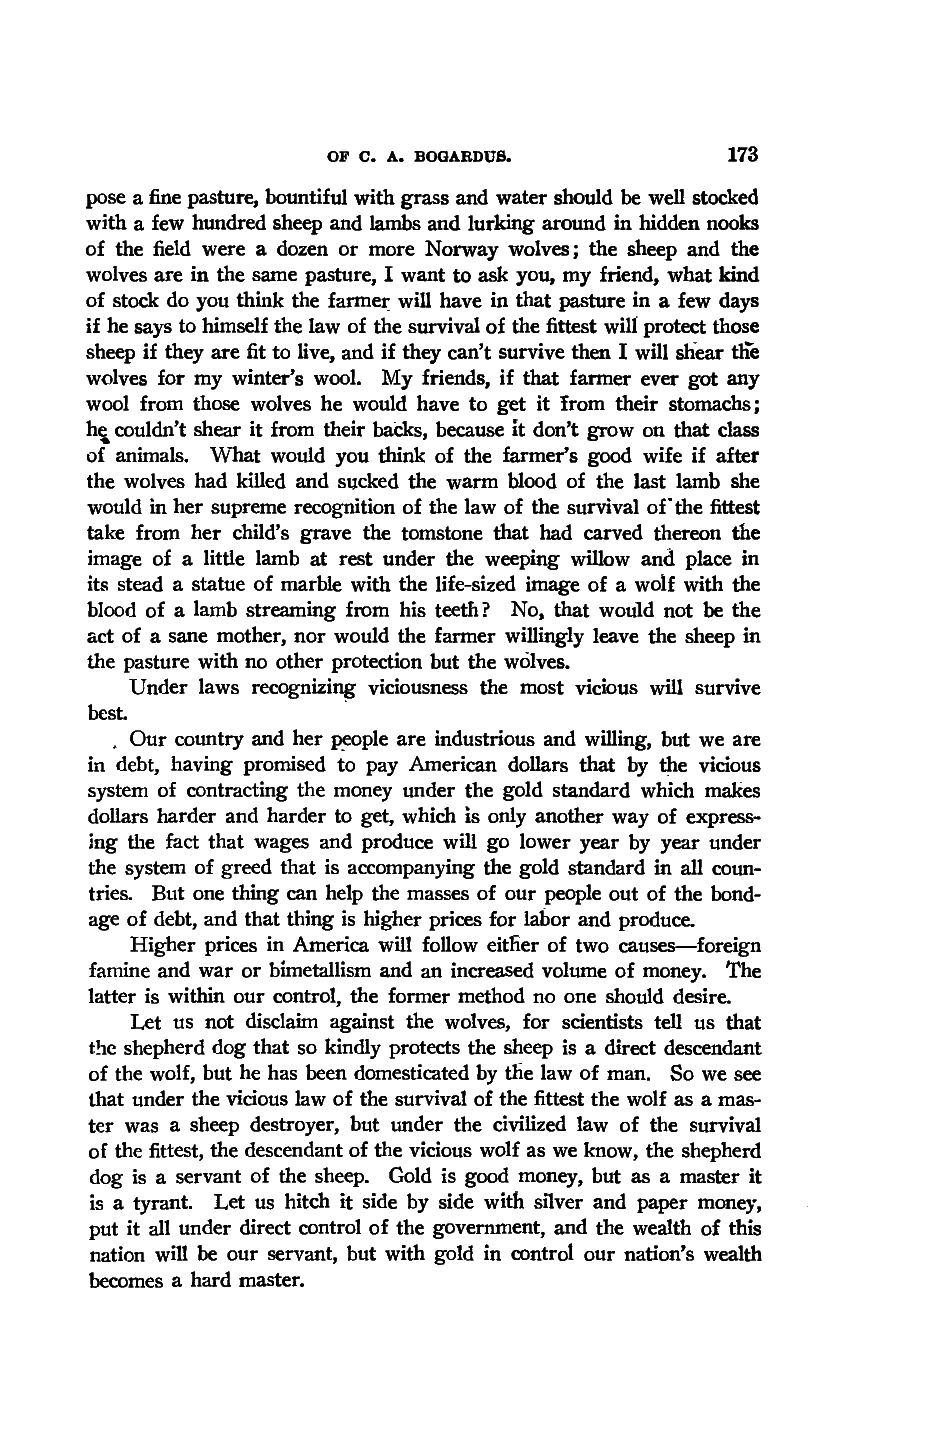 OF C. A. BOGARDUS. 173
pose a fine pasture, bountiful with grass and water should be well stocked
with a few hundred sheep and lambs and lurking around in hidden nooks
of the field were a dozen or more Norway wolves; the sheep and the
wolves are in the same pasture, I want to ask you, my friend, what kind
of stock do you think the farmer will have in that pasture in a few days
if he says to himself the law of the survival of the fittest will protect those
sheep if they are fit to live, and if they can't survive then I will shear the
wolves for my winter's wool. My friends, if that farmer ever got any
wool from those wolves he would have to get it from their stomachs;
he couldn't shear it from their backs, because it don't grow on that class
of animals. What would you think of the farmer's good wife if after
the wolves had killed and sucked the warm blood of the last lamb she
would in her supreme recognition of the law of the survival of the fittest
take from her child's grave the tomstone that had carved thereon the
image of a little lamb at rest under the weeping willow and place in
its stead a statue of marble with the life-sized image of a wolf with the
blood of a lamb streaming from his teeth? No, that would not be the
act of a sane mother, nor would the farmer willingly leave the sheep in
the pasture with no other protection but the wolves.
Under laws recognizing viciousness the most vicious will survive
best.
Our country and her people are industrious and willing, but we are
in debt, having promised to pay American dollars that by the vicious
system of contracting the money under the gold standard which makes
dollars harder and harder to get, which is only another way of express-
ing the fact that wages and produce will go lower year by year under
the system of greed that is accompanying the gold standard in all coun-
tries. But one thing can help the masses of our people out of the bond-
age of debt, and that thing is higher prices for labor and produce.
Higher prices in America will follow either of two causes—foreign
famine and war or bimetallism and an increased volume of money. The
latter is within our control, the former method no one should desire.
Let us not disclaim against the wolves, for scientists tell us that
the shepherd dog that so kindly protects the sheep is a direct descendant
of the wolf, but he has been domesticated by the law of man. So we see
that under the vicious law of the survival of the fittest the wolf as a mas-
ter was a sheep destroyer, but under the civilized law of the survival
of the fittest, the descendant of the vicious wolf as we know, the shepherd
dog is a servant of the sheep. Gold is good money, but as a master it
is a tyrant. Let us hitch it side by side with silver and paper money,
put it all under direct control of the government, and the wealth of this
nation will be our servant, but with gold in control our nation's wealth
becomes a hard master.